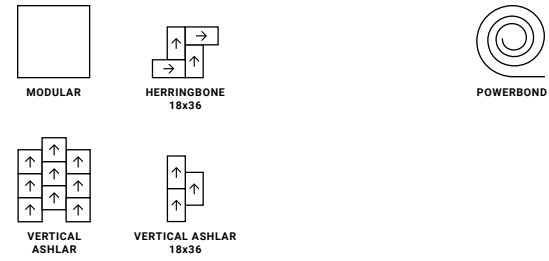 MODULAR
HERRINGBONE
18x36
POWERBOND
VERTICAL
ASHLAR
VERTICAL ASHLAR
18x36